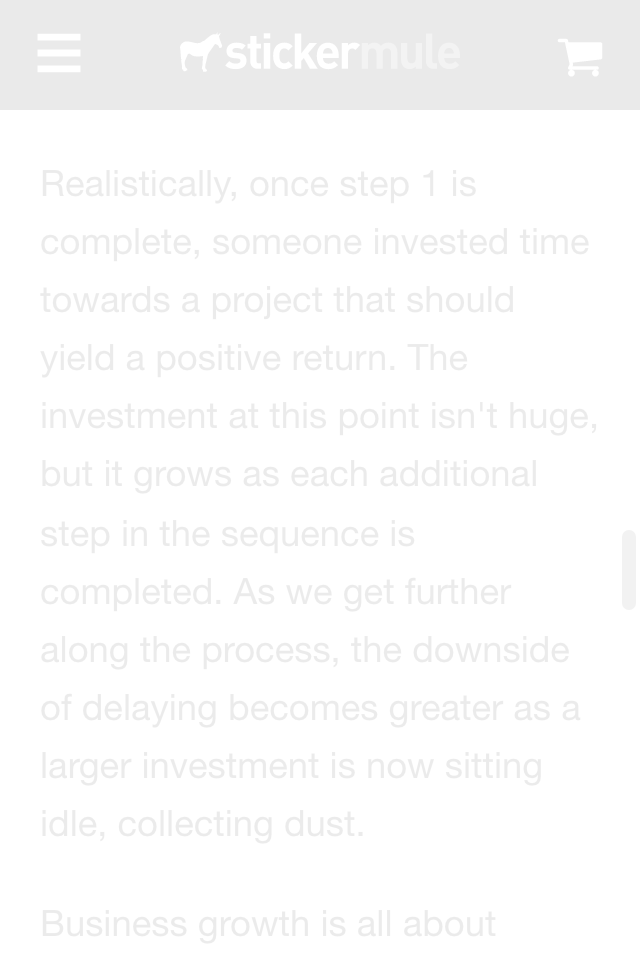 stickermule
Realistically, once step 1 is
complete, someone invested time
towards a project that should
yield a positive return. The
investment at this point isn't huge,
but it grows as each additional
step in the sequence is
completed. As we get further
along the process, the downside
of delaying becomes greater as a
larger investment is now sitting
idle, collecting dust.
Business growth is all about